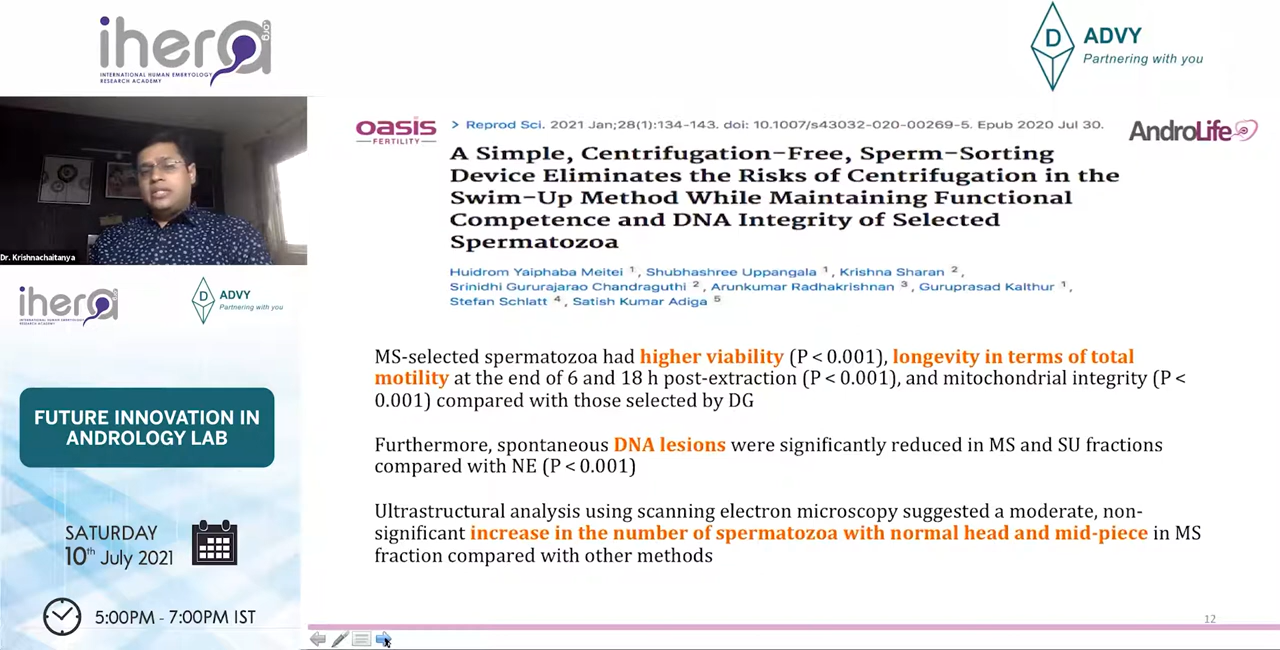 ihera.org
INTERNATIONAL HUMAN EMBRYOLOGY
RESEARCH ACADEMY
D ADVY
Partnering with you
Dr. Krishnachaitanya
ihera.org
INTERNATIONAL HUMAN EMBRYOLOGY
RESEARCH ACADEMY
D ADVY
Partnering with you
FUTURE INNOVATION IN
ANDROLOGY LAB
SATURDAY
10th July 2021
5:00PM - 7:00PM IST
oasis
FERTILITY
> Reprod Sci. 2021 Jan;28(1):134-143. doi: 10.1007/s43032-020-00269-5. Epub 2020 Jul 30.
AndroLife
A Simple, Centrifugation-Free, Sperm-Sorting
Device Eliminates the Risks of Centrifugation in the
Swim-Up Method While Maintaining Functional
Competence and DNA Integrity of Selected
Spermatozoa
Huidrom Yaiphaba Meitei 1, Shubhashree Uppangala 1, Krishna Sharan 2,
Srinidhi Gururajarao Chandraguthi 2, Arunkumar Radhakrishnan 3, Guruprasad Kalthur 1,
Stefan Schlatt 4, Satish Kumar Adiga 5
MS-selected spermatozoa had higher viability (P < 0.001), longevity in terms of total
motility at the end of 6 and 18 h post-extraction (P < 0.001), and mitochondrial integrity (P <
0.001) compared with those selected by DG
Furthermore, spontaneous DNA lesions were significantly reduced in MS and SU fractions
compared with NE (P < 0.001)
Ultrastructural analysis using scanning electron microscopy suggested a moderate, non-
significant increase in the number of spermatozoa with normal head and mid-piece in MS
fraction compared with other methods
12